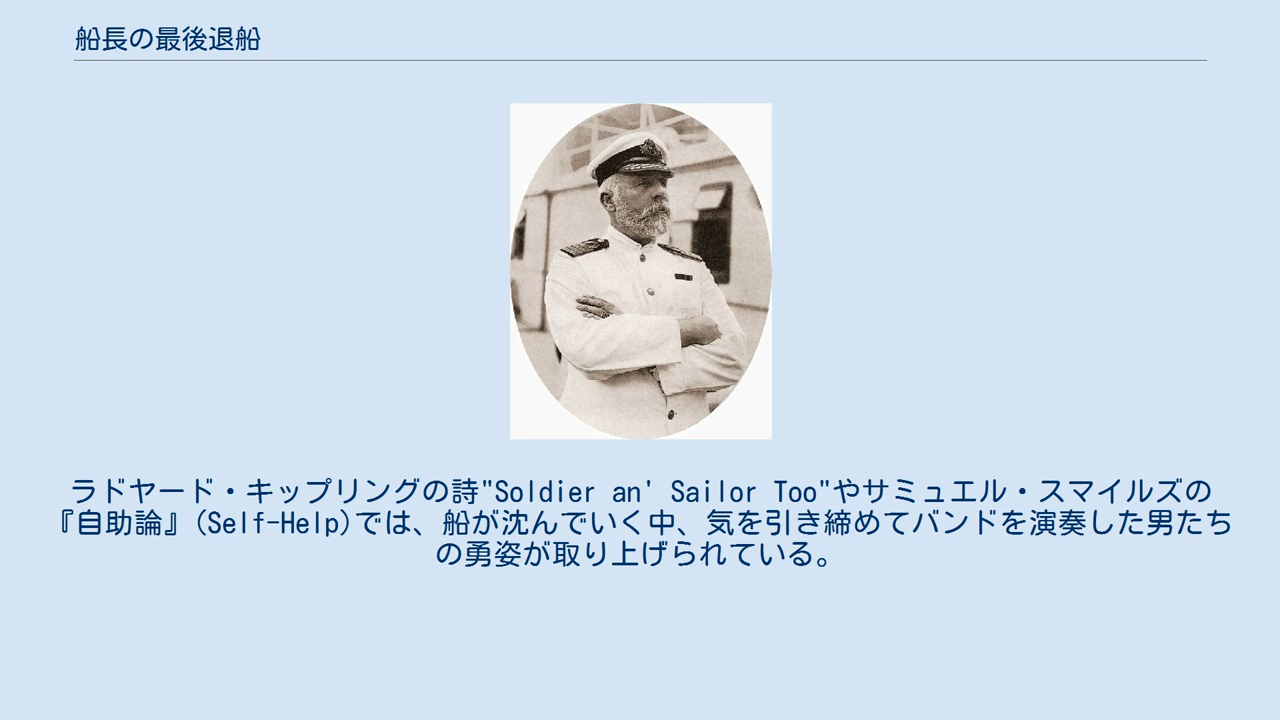 船長の最後退船
ラドヤード・キップリングの詩"Soldier an' Sailor Too"やサミュエル・スマイルズの
『自助論』(Self-Help)では、船が沈んでいく中、気を引き締めてバンドを演奏した男たち
の勇姿が取り上げられている。